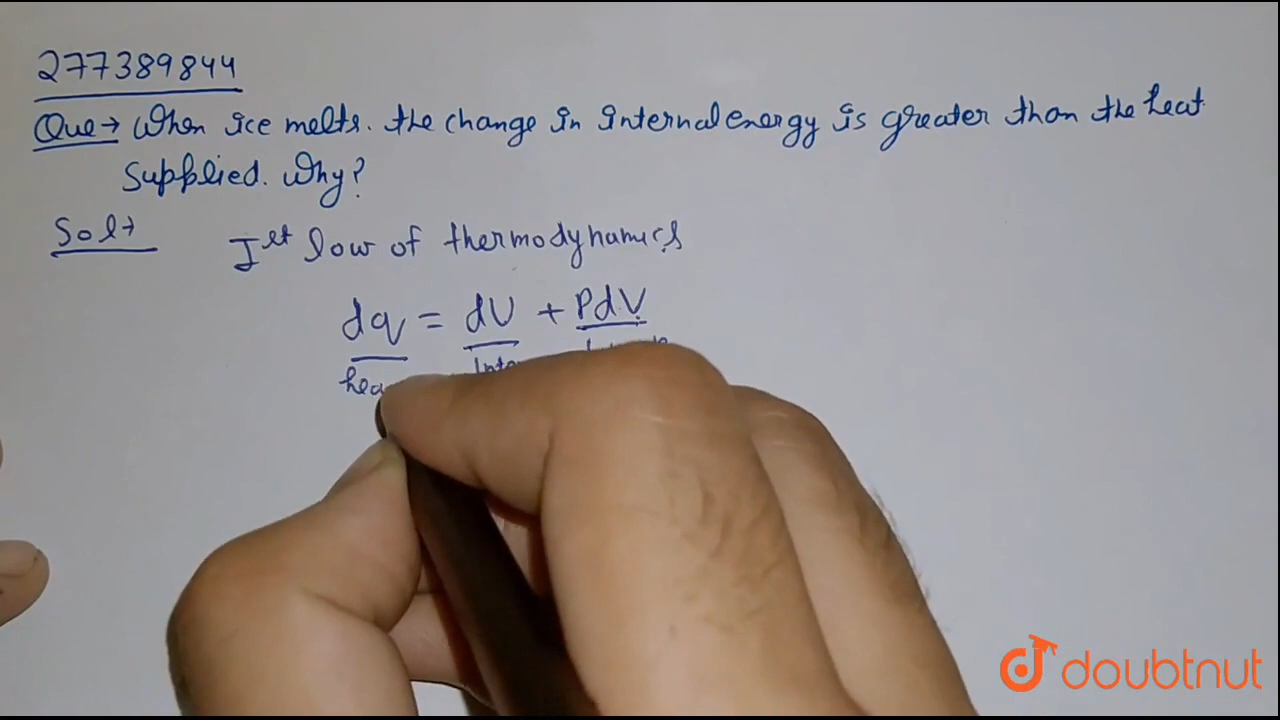 277389844
Que → When ice melts. the change in internal energy is greater than the heat
Supplied. Why?
Sol→ Ist low of thermodynamics
dq = dU + PdV
doubtnut